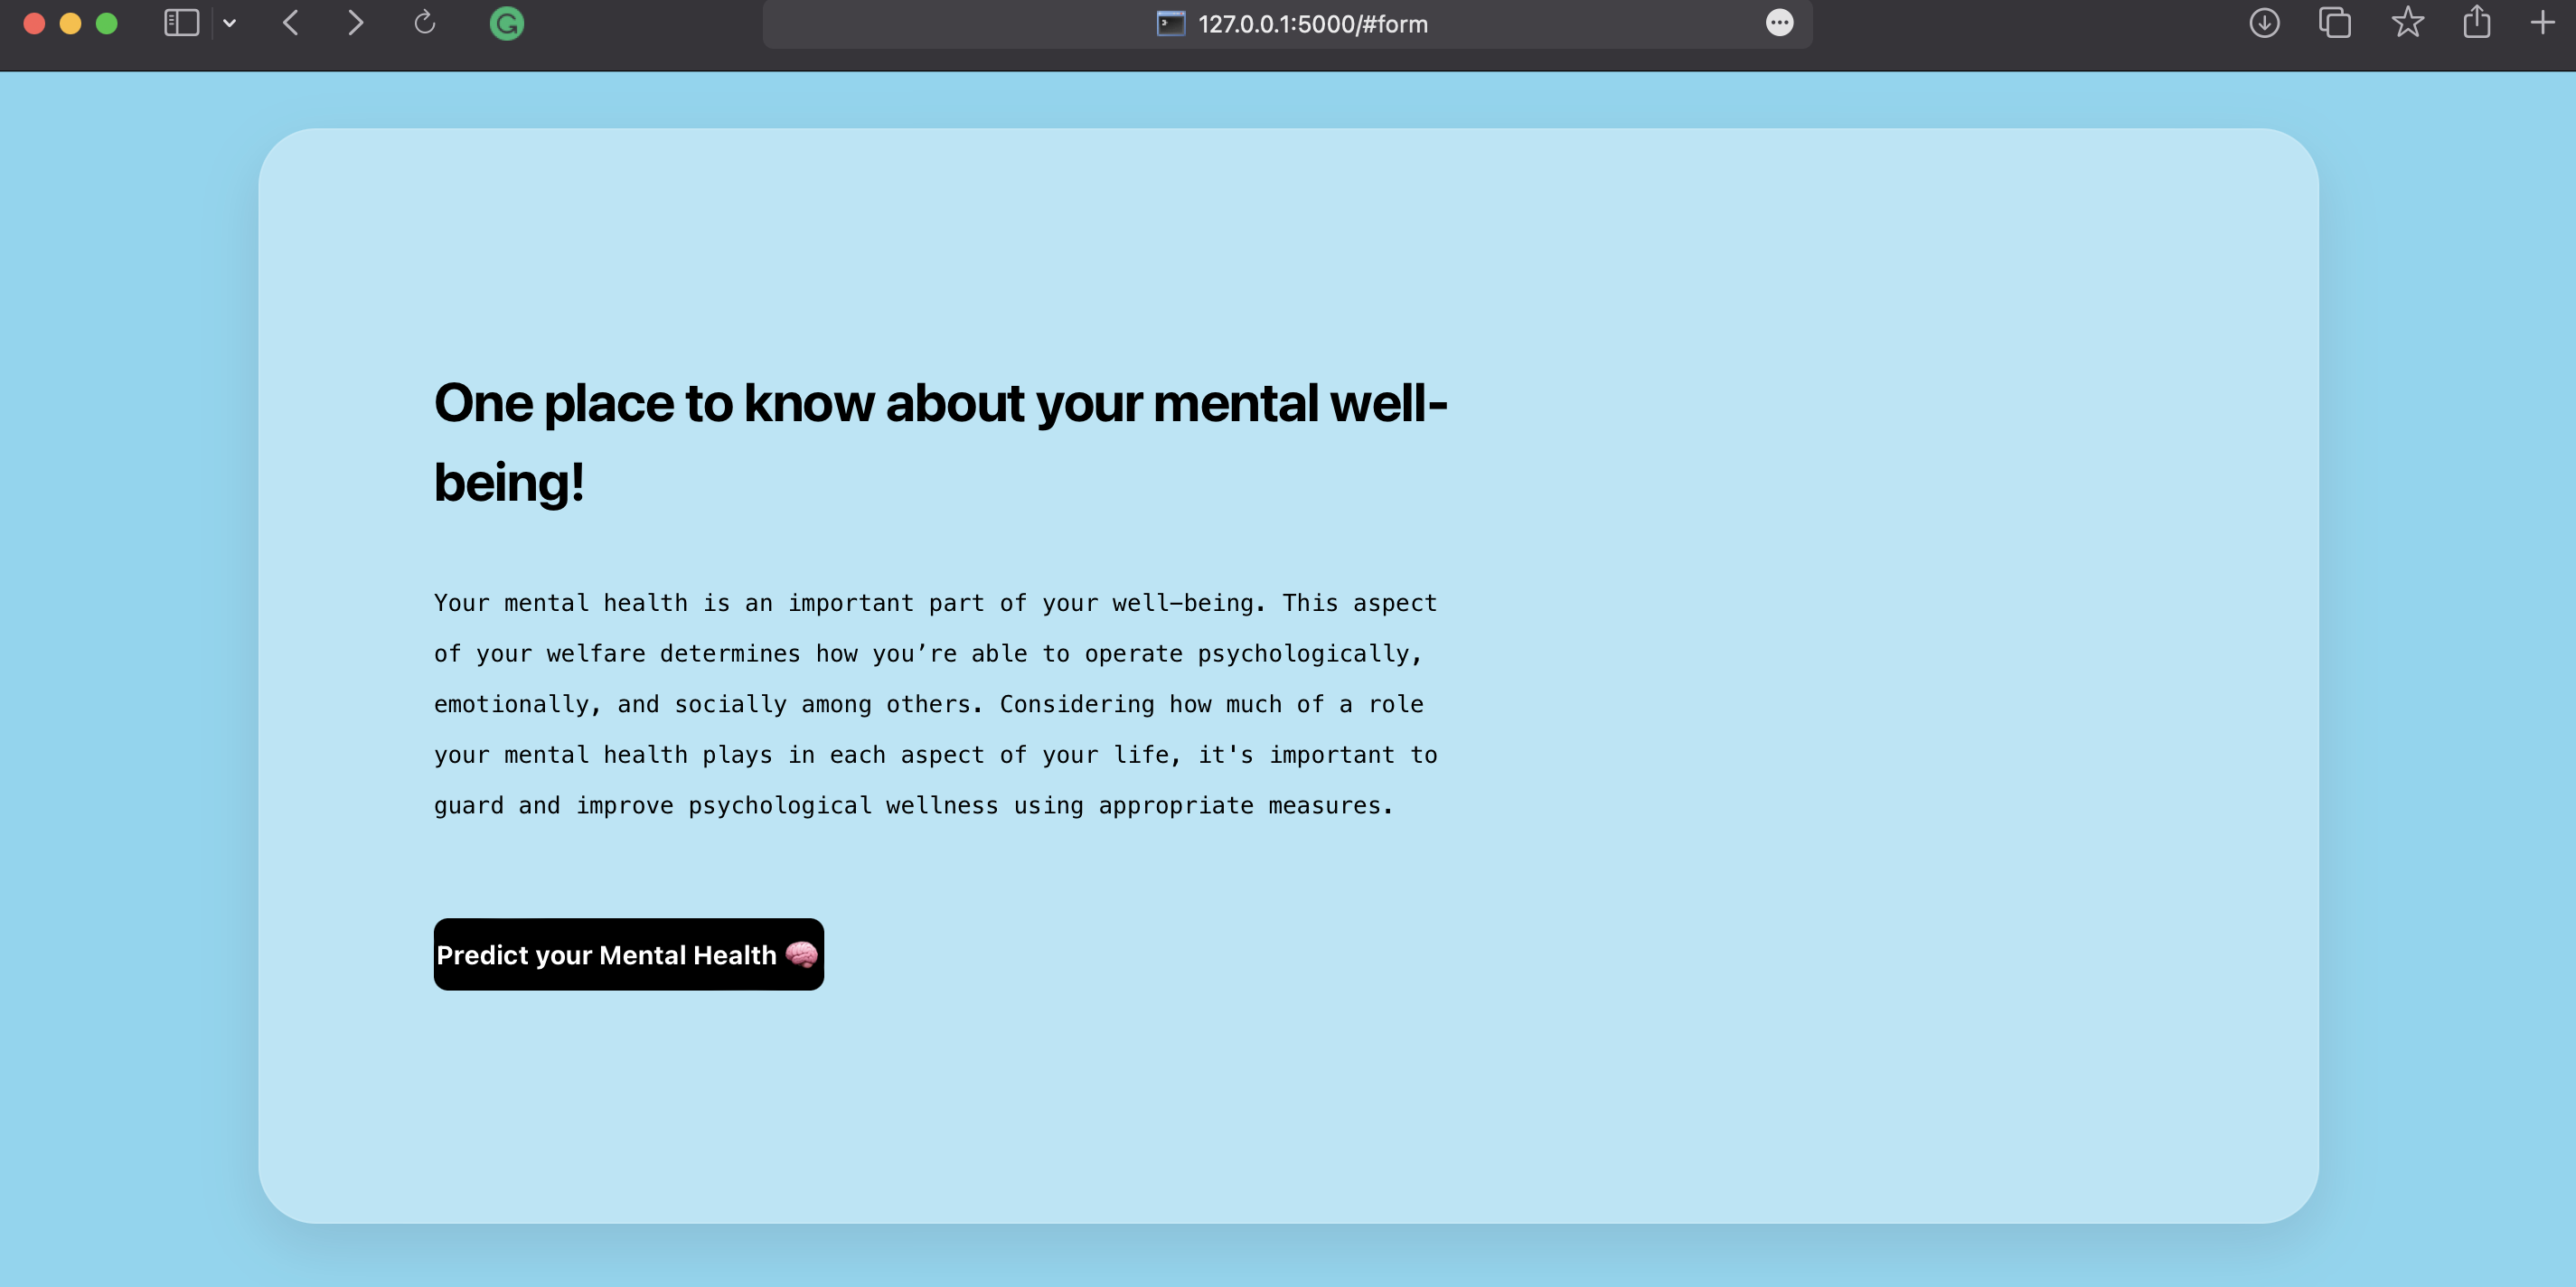 127.0.0.1:5000/#form
One place to know about your mental well-
being!
Your mental health is an important part of your well-being. This aspect
of your welfare determines how you’re able to operate psychologically,
emotionally, and socially among others. Considering how much of a role
your mental health plays in each aspect of your life, it's important to
guard and improve psychological wellness using appropriate measures.
Predict your Mental Health 🧠